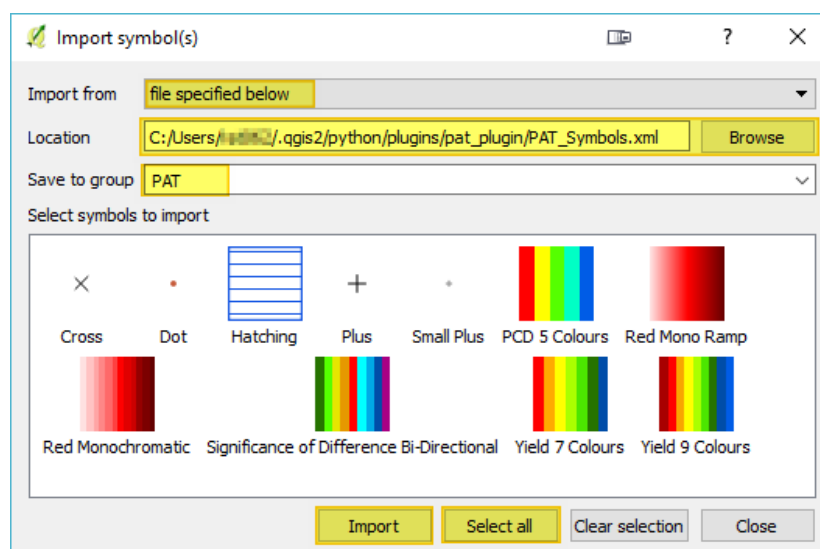 Import symbol(s)
?
Import from file specified below
Location C:/Users/ /.qgis2/python/plugins/pat_plugin/PAT_Symbols.xml Browse
Save to group PAT
Select symbols to import
Cross Dot Hatching Plus Small Plus PCD 5 Colours Red Mono Ramp
Red Monochromatic Significance of Difference Bi-Directional Yield 7 Colours Yield 9 Colours
Import Select all Clear selection Close